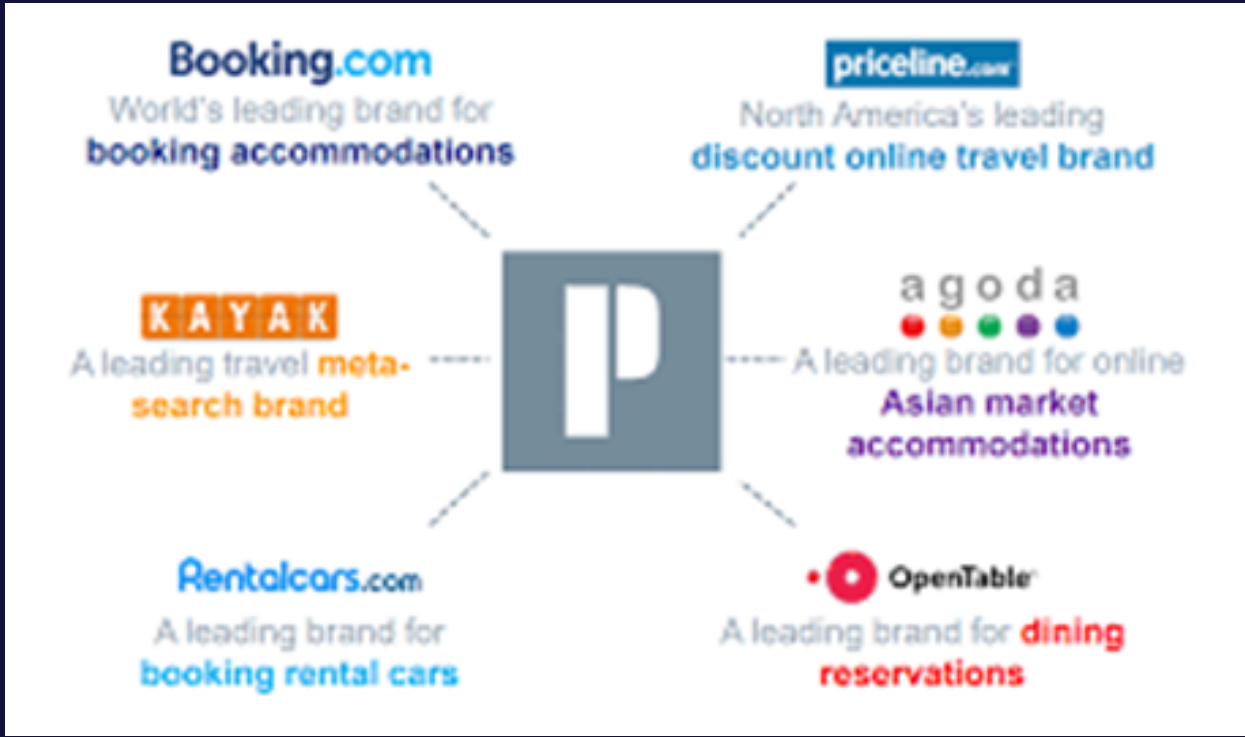 Booking.com
World's leading brand for
booking accommodations
priceline.com
North America's leading
discount online travel brand
KAYAK
A leading travel meta-
search brand
P
agoda
A leading brand for online
Asian market
accommodations
Rentalcars.com
A leading brand for
booking rental cars
OpenTable
A leading brand for dining
reservations